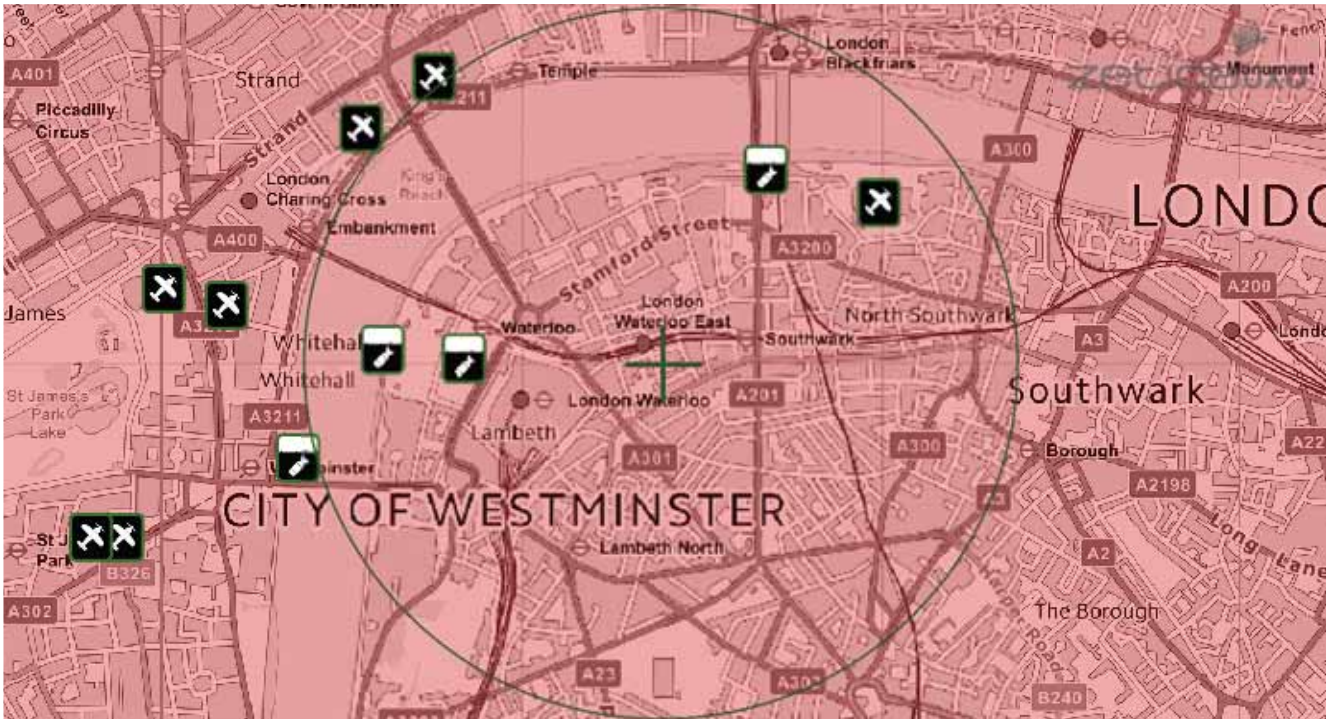 A401
Strand
Temple
London
Blackfriars
Monument
Piccadilly
Circus
Strand
A300
London
Charing Cross
Embankment
A400
Stamford Street
A3200
LONDO
A200
James
London
Waterloo East
North Southwark
Waterloo
Southwark
A3
Whitehall
Whitehall
St James's
Park
Lake
London Waterloo
A201
Southwark
A3211
Lambeth
A301
A300
Borough
A2198
CITY OF WESTMINSTER
Long Lane
St J
Park
Lambeth North
A2
B326
A302
The Borough
A23
B240